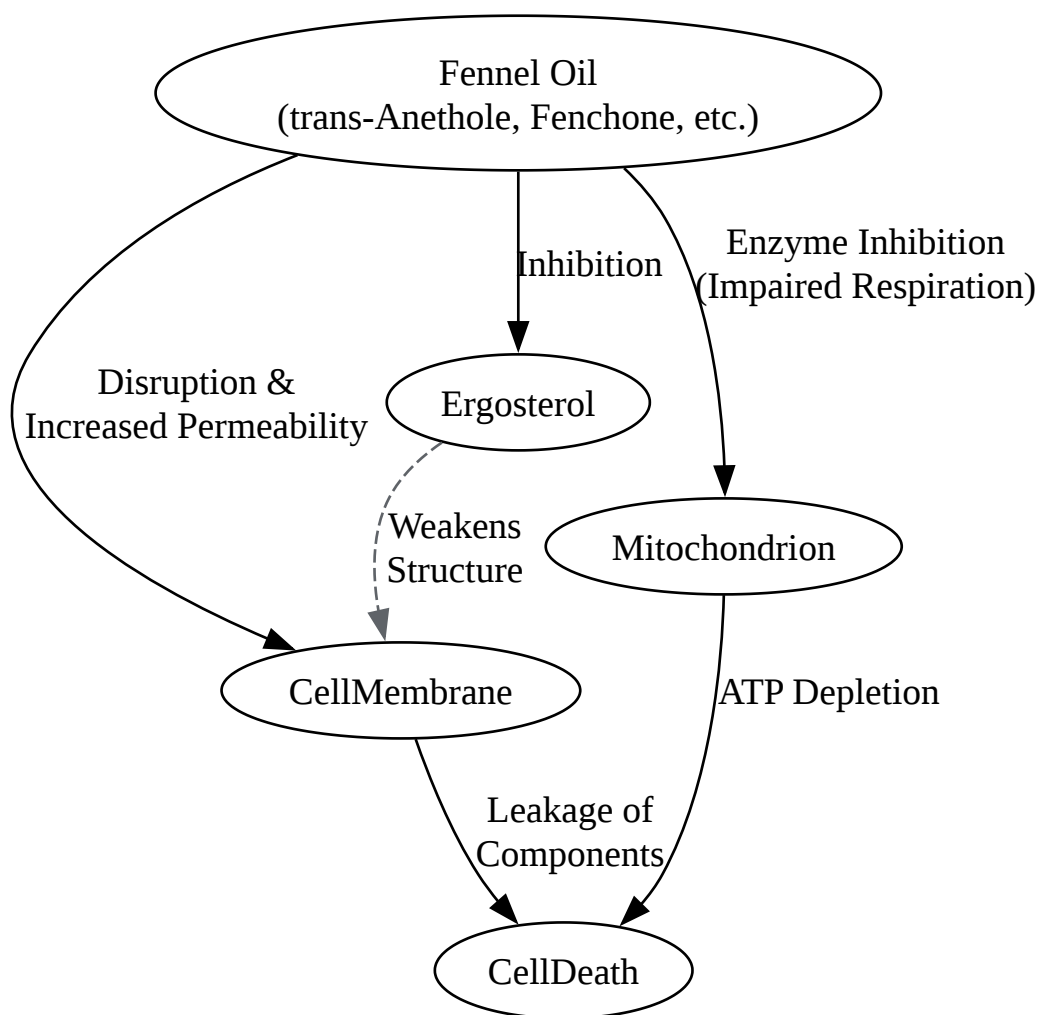 Fennel Oil
(trans-Anethole, Fenchone, etc.)
Enzyme Inhibition
(Impaired Respiration)
Inhibition
Disruption &
Increased Permeability
Ergosterol
Weakens
Structure
Mitochondrion
CellMembrane
ATP Depletion
Leakage of
Components
CellDeath